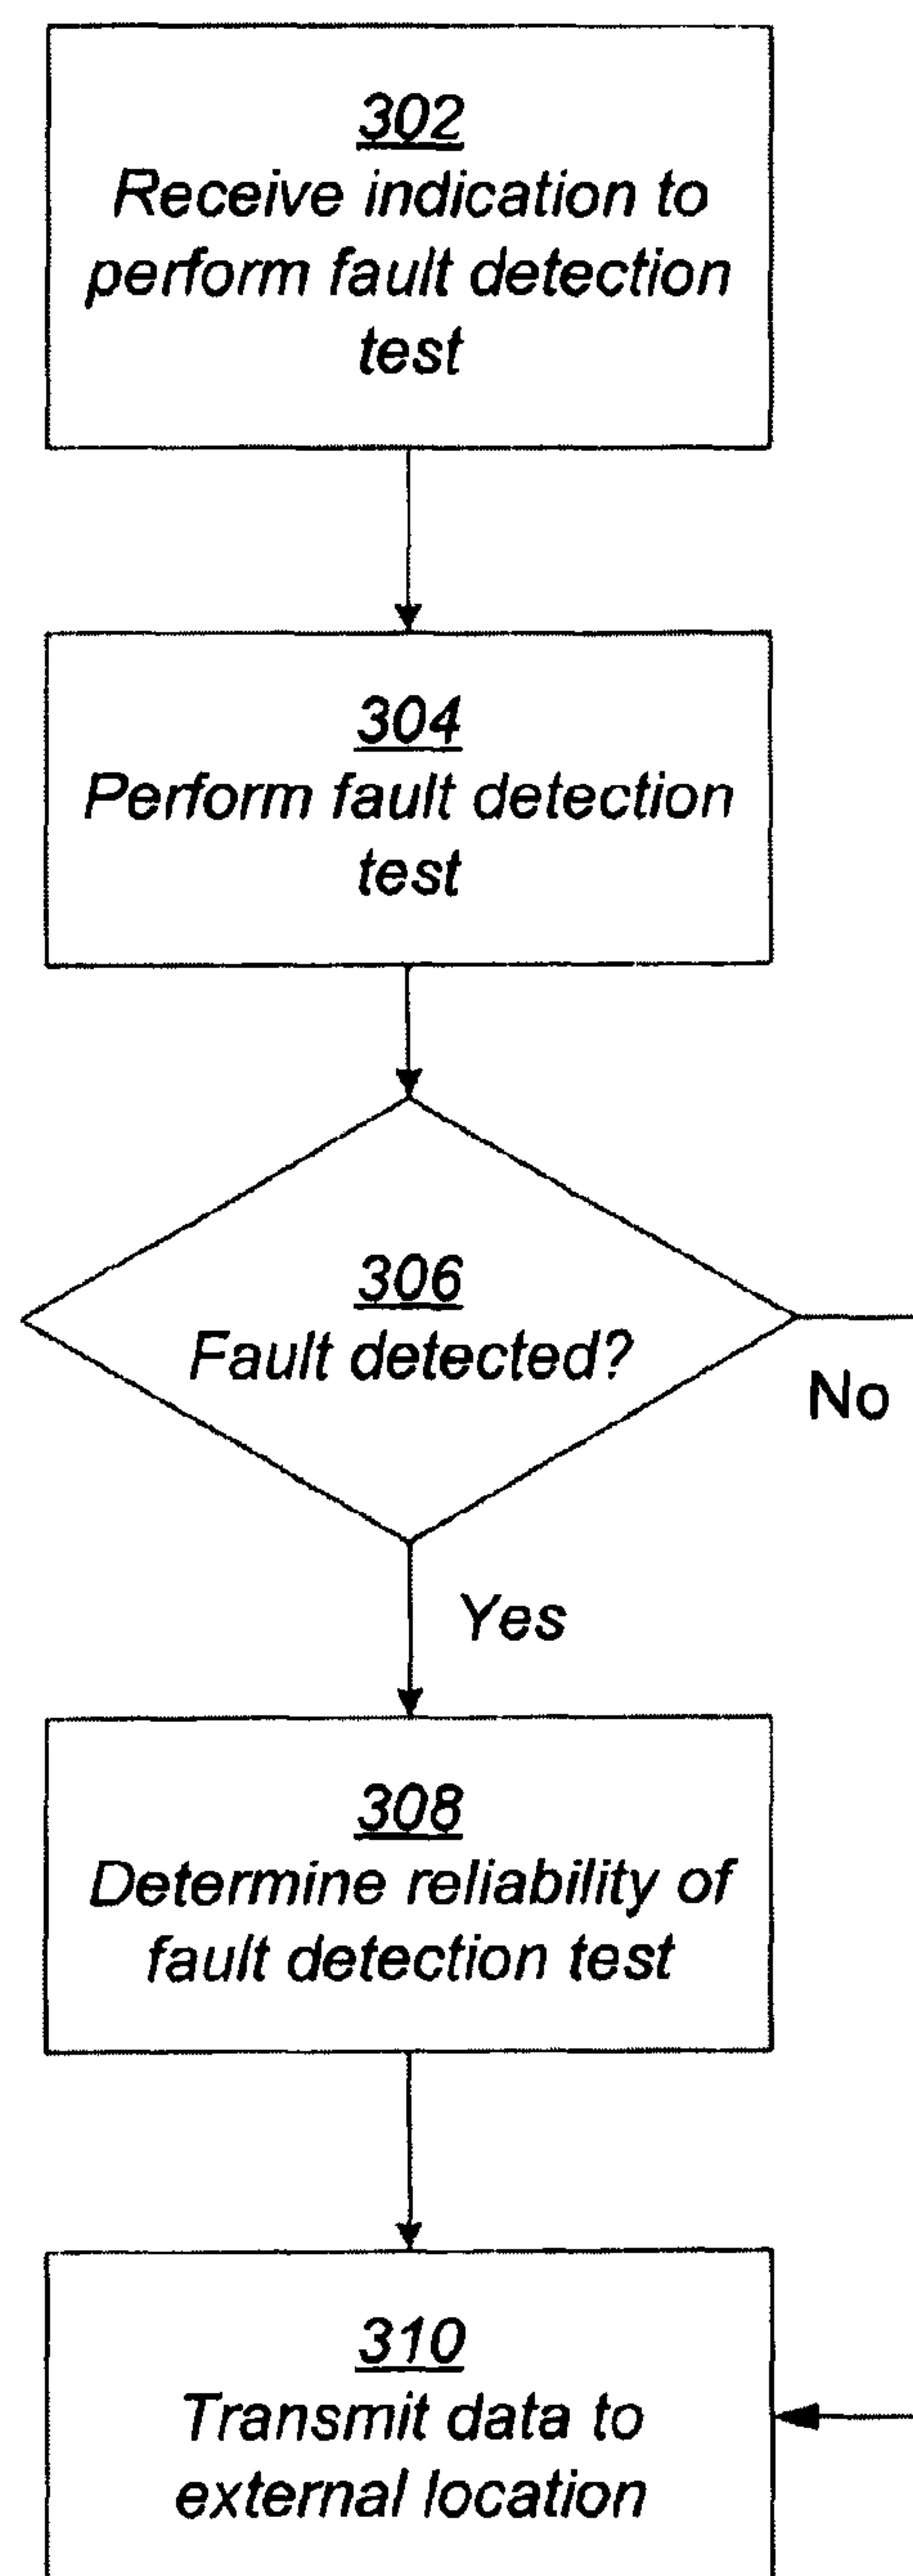 302
Receive indication to
perform fault detection
test
304
Perform fault detection
test
306
Fault detected?
No
Yes
308
Determine reliability of
fault detection test
310
Transmit data to
external location